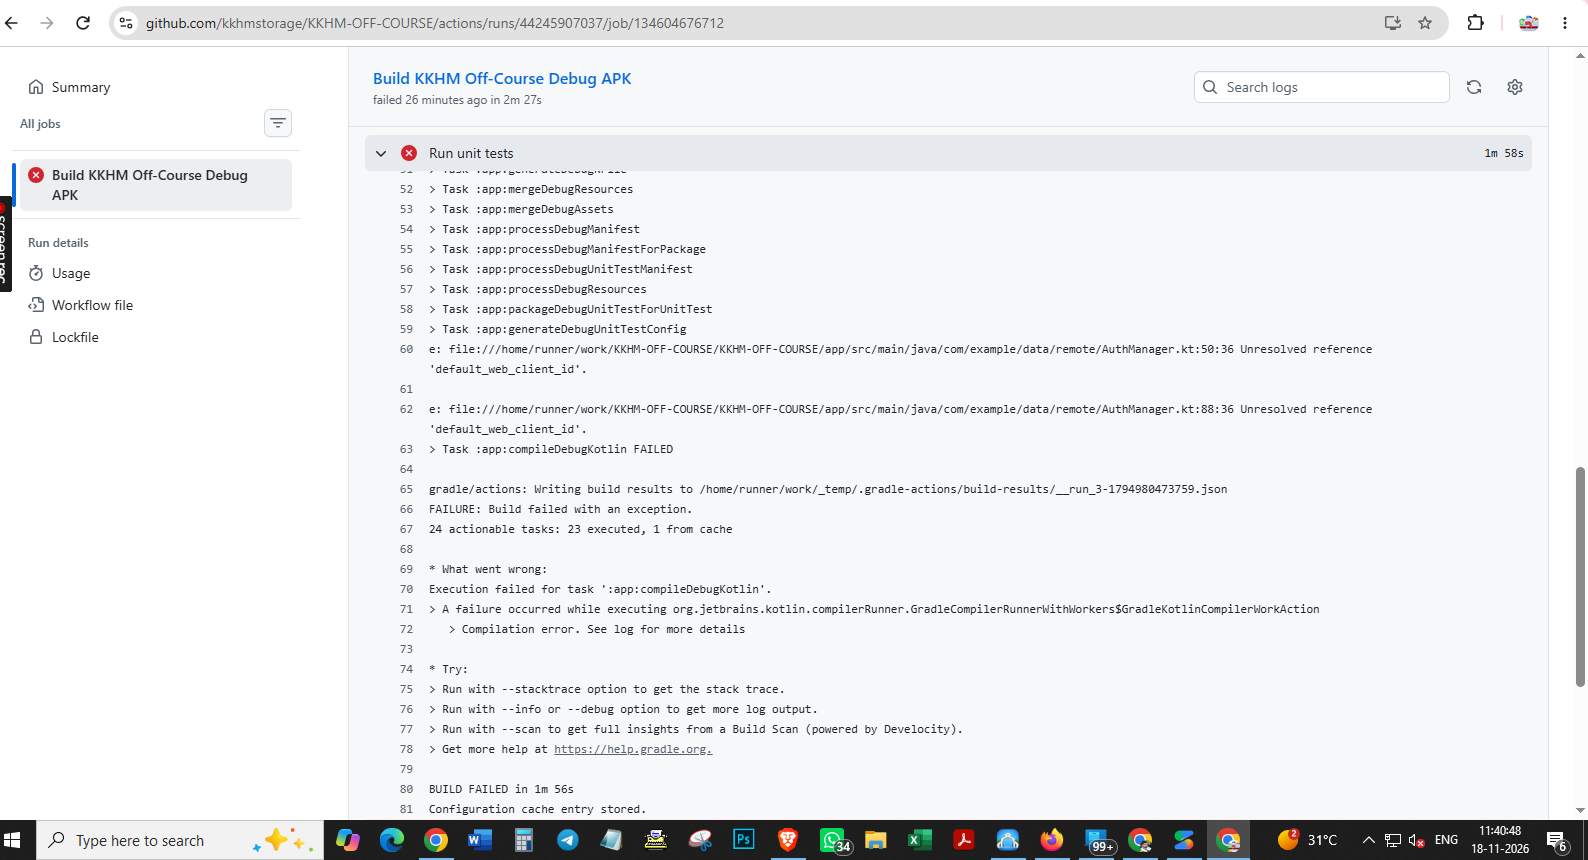 github.com/kkhmstorage/KKHM-OFF-COURSE/actions/runs/44245907037/job/134604676712
Summary
All jobs
Build KKHM Off-Course Debug
APK
Run details
Usage
Workflow file
Lockfile
Build KKHM Off-Course Debug APK
failed 26 minutes ago in 2m 27s
Search logs
Run unit tests
1m 58s
51 > Task :app:generateDebugRFile
52 > Task :app:mergeDebugResources
53 > Task :app:mergeDebugAssets
54 > Task :app:processDebugManifest
55 > Task :app:processDebugManifestForPackage
56 > Task :app:processDebugUnitTestManifest
57 > Task :app:processDebugResources
58 > Task :app:packageDebugUnitTestForUnitTest
59 > Task :app:generateDebugUnitTestConfig
60 e: file:///home/runner/work/KKHM-OFF-COURSE/KKHM-OFF-COURSE/app/src/main/java/com/example/data/remote/AuthManager.kt:50:36 Unresolved reference
'default_web_client_id'.
61
62 e: file:///home/runner/work/KKHM-OFF-COURSE/KKHM-OFF-COURSE/app/src/main/java/com/example/data/remote/AuthManager.kt:88:36 Unresolved reference
'default_web_client_id'.
63 > Task :app:compileDebugKotlin FAILED
64
65 gradle/actions: Writing build results to /home/runner/work/_temp/.gradle-actions/build-results/__run_3-1794980473759.json
66 FAILURE: Build failed with an exception.
67 24 actionable tasks: 23 executed, 1 from cache
68
69 * What went wrong:
70 Execution failed for task ':app:compileDebugKotlin'.
71 > A failure occurred while executing org.jetbrains.kotlin.compilerRunner.GradleCompilerRunnerWithWorkers$GradleKotlinCompilerWorkAction
72 > Compilation error. See log for more details
73
74 * Try:
75 > Run with --stacktrace option to get the stack trace.
76 > Run with --info or --debug option to get more log output.
77 > Run with --scan to get full insights from a Build Scan (powered by Develocity).
78 > Get more help at https://help.gradle.org.
79
80 BUILD FAILED in 1m 56s
81 Configuration cache entry stored.
screenrec
Type here to search
Ps
34
99+
2
31°C
ENG
11:40:48
18-11-2026
6